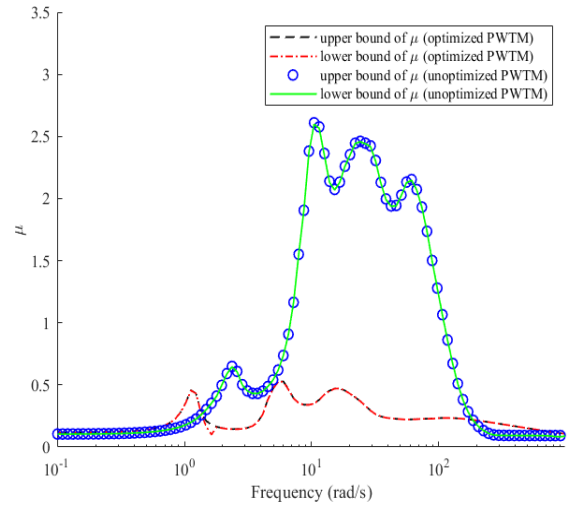 3.5
upper bound of μ (optimized PWTM)
lower bound of μ (optimized PWTM)
upper bound of μ (unoptimized PWTM)
lower bound of μ (unoptimized PWTM)
3
2.5
2
μ
1.5
1
0.5
0
10-1
100
101
102
Frequency (rad/s)